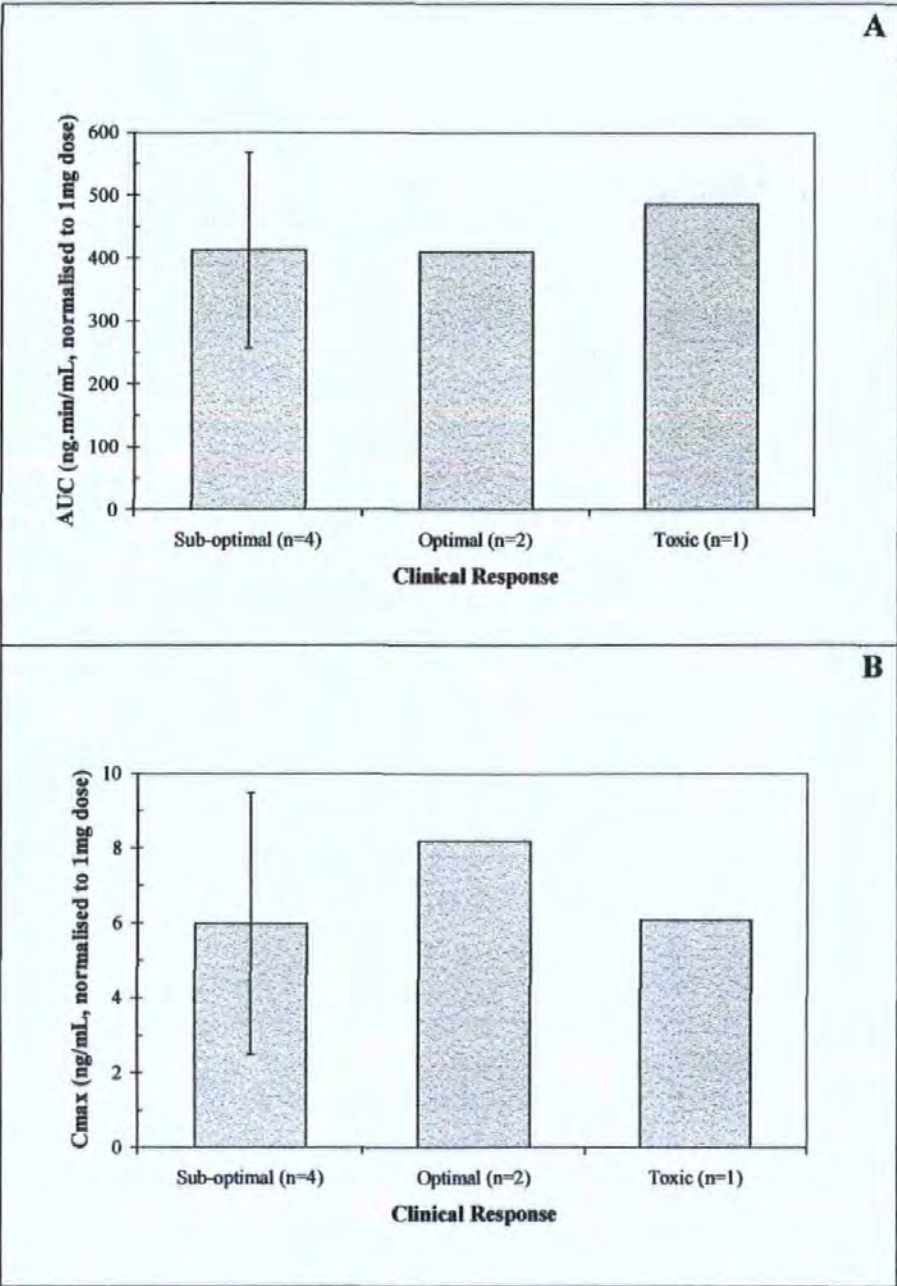 A
AUC (ng.min/mL, normalised to 1mg dose)
600
500
400
300
200
100
0
Sub-optimal (n=4) Optimal (n=2) Toxic (n=1)
Clinical Response
B
Cmax (ng/mL, normalised to 1mg dose)
10
8
6
4
2
0
Sub-optimal (n=4) Optimal (n=2) Toxic (n=1)
Clinical Response